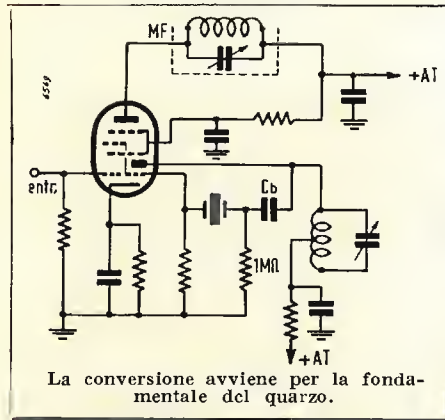 MF
+AT
entr.
Cb
1MΩ
+AT
La conversione avviene per la fonda-
mentale del quarzo.